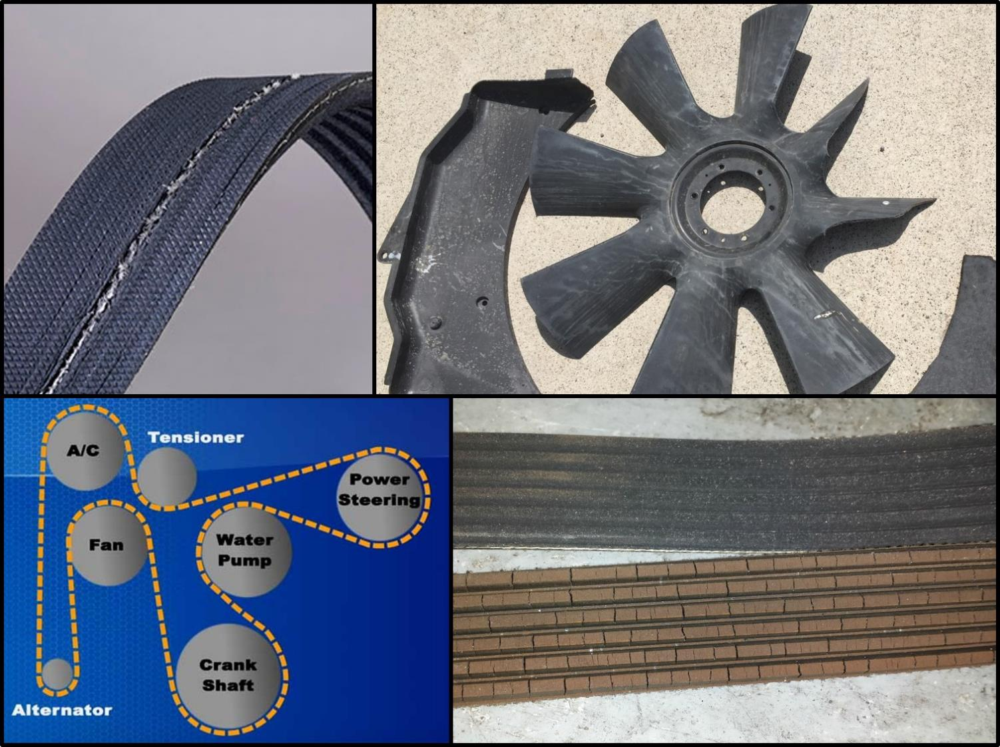 A/C
Tensioner
Power
Steering
Fan
Water
Pump
Crank
Shaft
Alternator